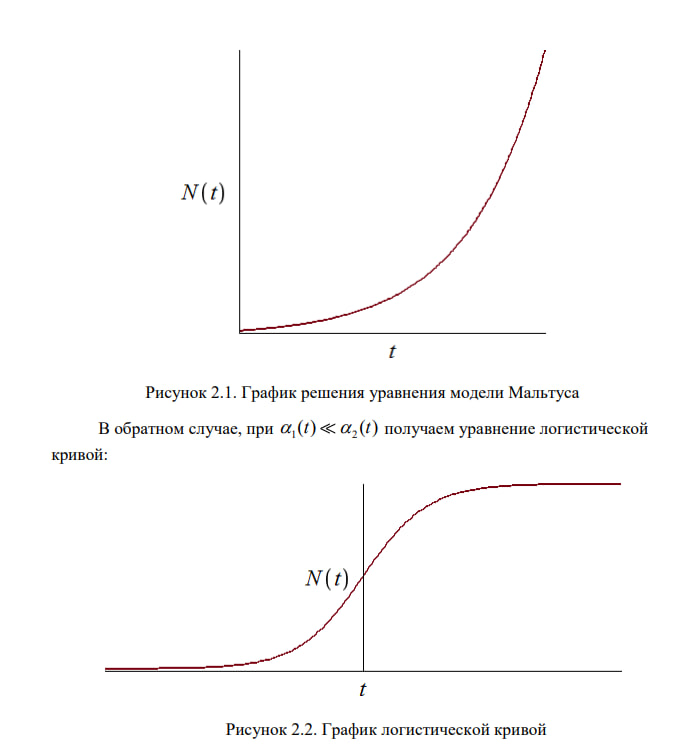 N(t)
t
Рисунок 2.1. График решения уравнения модели Мальтуса
В обратном случае, при α₁(t) ≪ α₂(t) получаем уравнение логистической
кривой:
N(t)
t
Рисунок 2.2. График логистической кривой